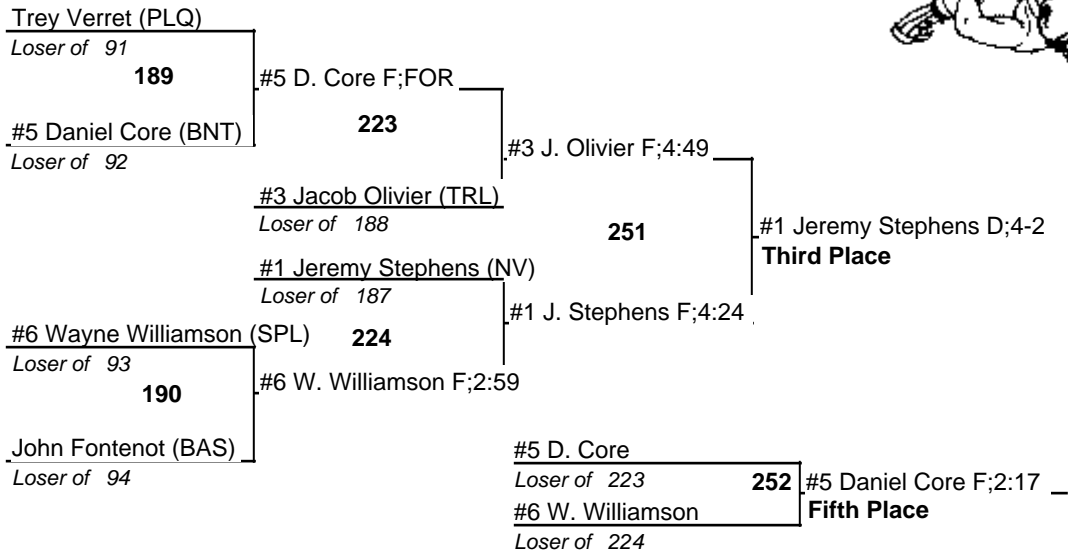 Trey Verret (PLQ)
Loser of 91
189
#5 D. Core F;FOR
#5 Daniel Core (BNT)
Loser of 92
223
#3 J. Olivier F;4:49
#3 Jacob Olivier (TRL)
Loser of 188
251
#1 Jeremy Stephens D;4-2
Third Place
#1 Jeremy Stephens (NV)
Loser of 187
#1 J. Stephens F;4:24
#6 Wayne Williamson (SPL)
224
Loser of 93
190
#6 W. Williamson F;2:59
John Fontenot (BAS)
Loser of 94
#5 D. Core
Loser of 223
252
#5 Daniel Core F;2:17
Fifth Place
#6 W. Williamson
Loser of 224